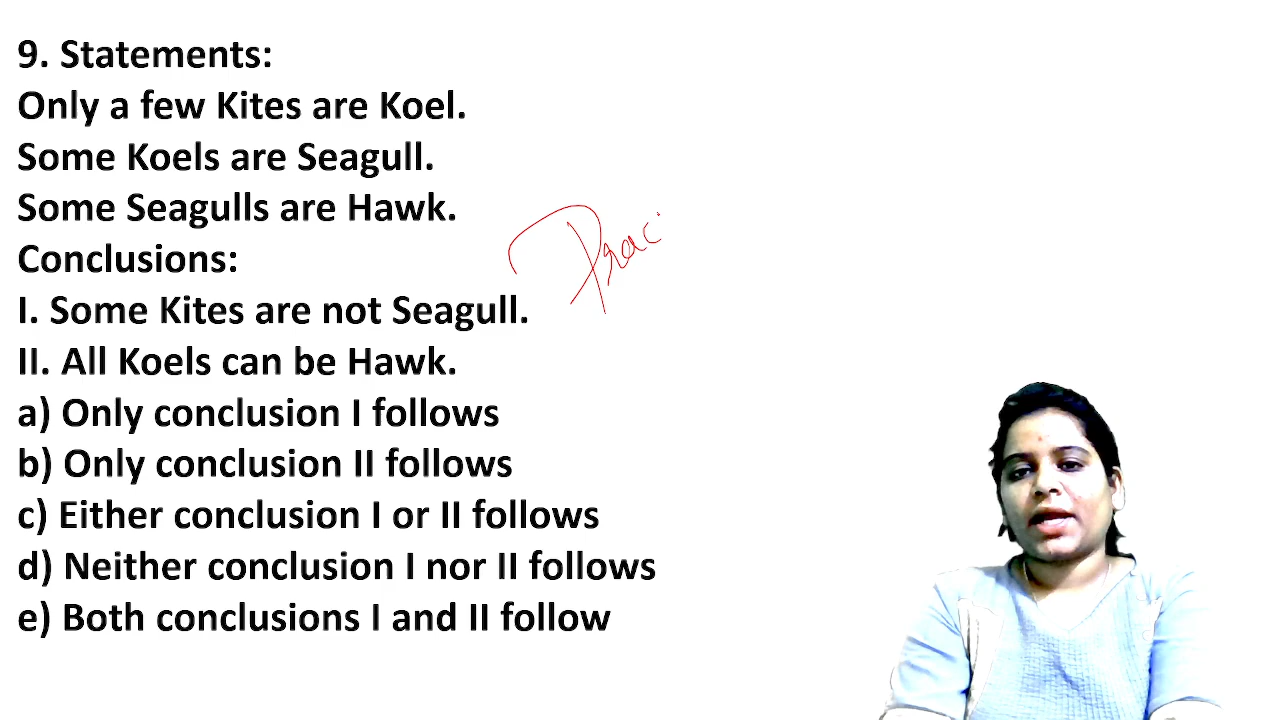 9. Statements:
Only a few Kites are Koel.
Some Koels are Seagull.
Some Seagulls are Hawk.
Conclusions:
I. Some Kites are not Seagull.
II. All Koels can be Hawk.
a) Only conclusion I follows
b) Only conclusion II follows
c) Either conclusion I or II follows
d) Neither conclusion I nor II follows
e) Both conclusions I and II follow